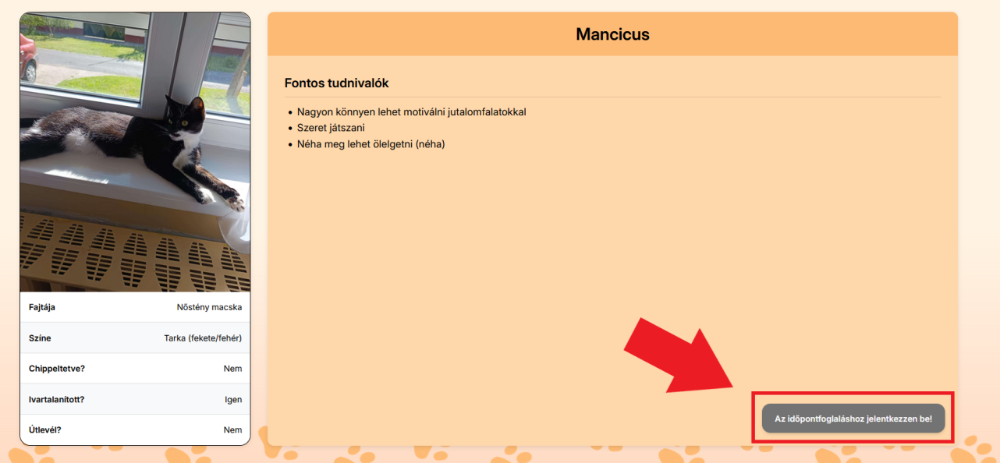 Mancicus
Fontos tudnivalók
• Nagyon könnyen lehet motiválni jutalomfalatokkal
• Szeret játszani
• Néha meg lehet ölelgetni (néha)
Fajtája Nőstény macska
Színe Tarka (fekete/fehér)
Chippeltetve? Nem
Ivartalanított? Igen
Útlevél? Nem
Az időpontfoglaláshoz jelentkezzen be!